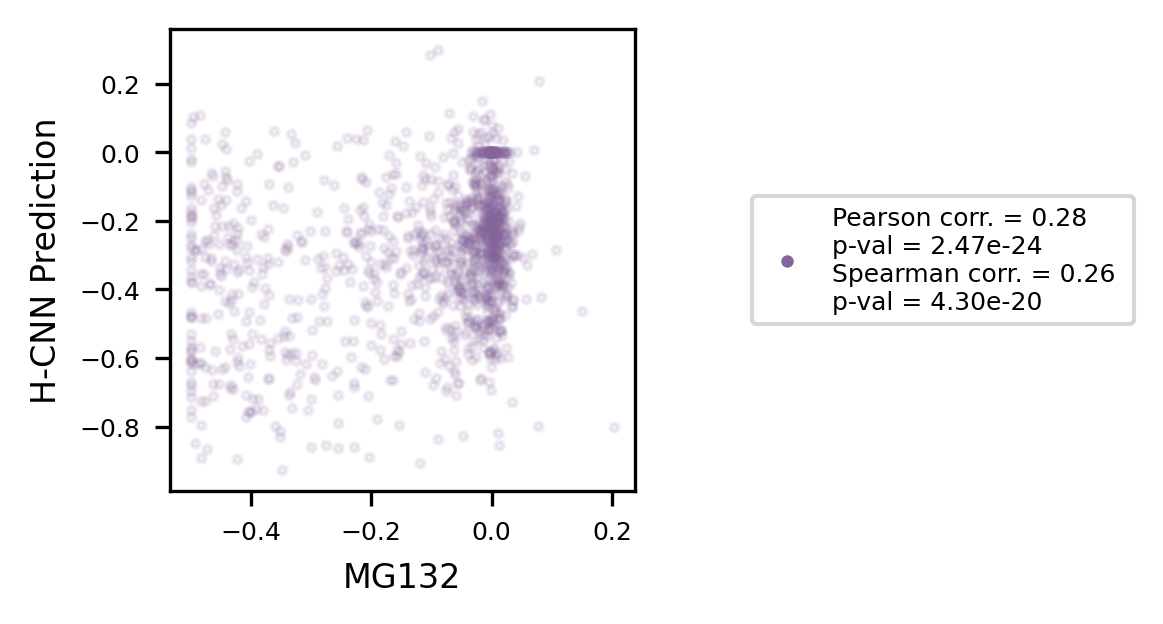 0.2
0.0
−0.2
−0.4
−0.6
−0.8
H-CNN Prediction
−0.4
−0.2
0.0
0.2
MG132
Pearson corr. = 0.28
p-val = 2.47e-24
Spearman corr. = 0.26
p-val = 4.30e-20